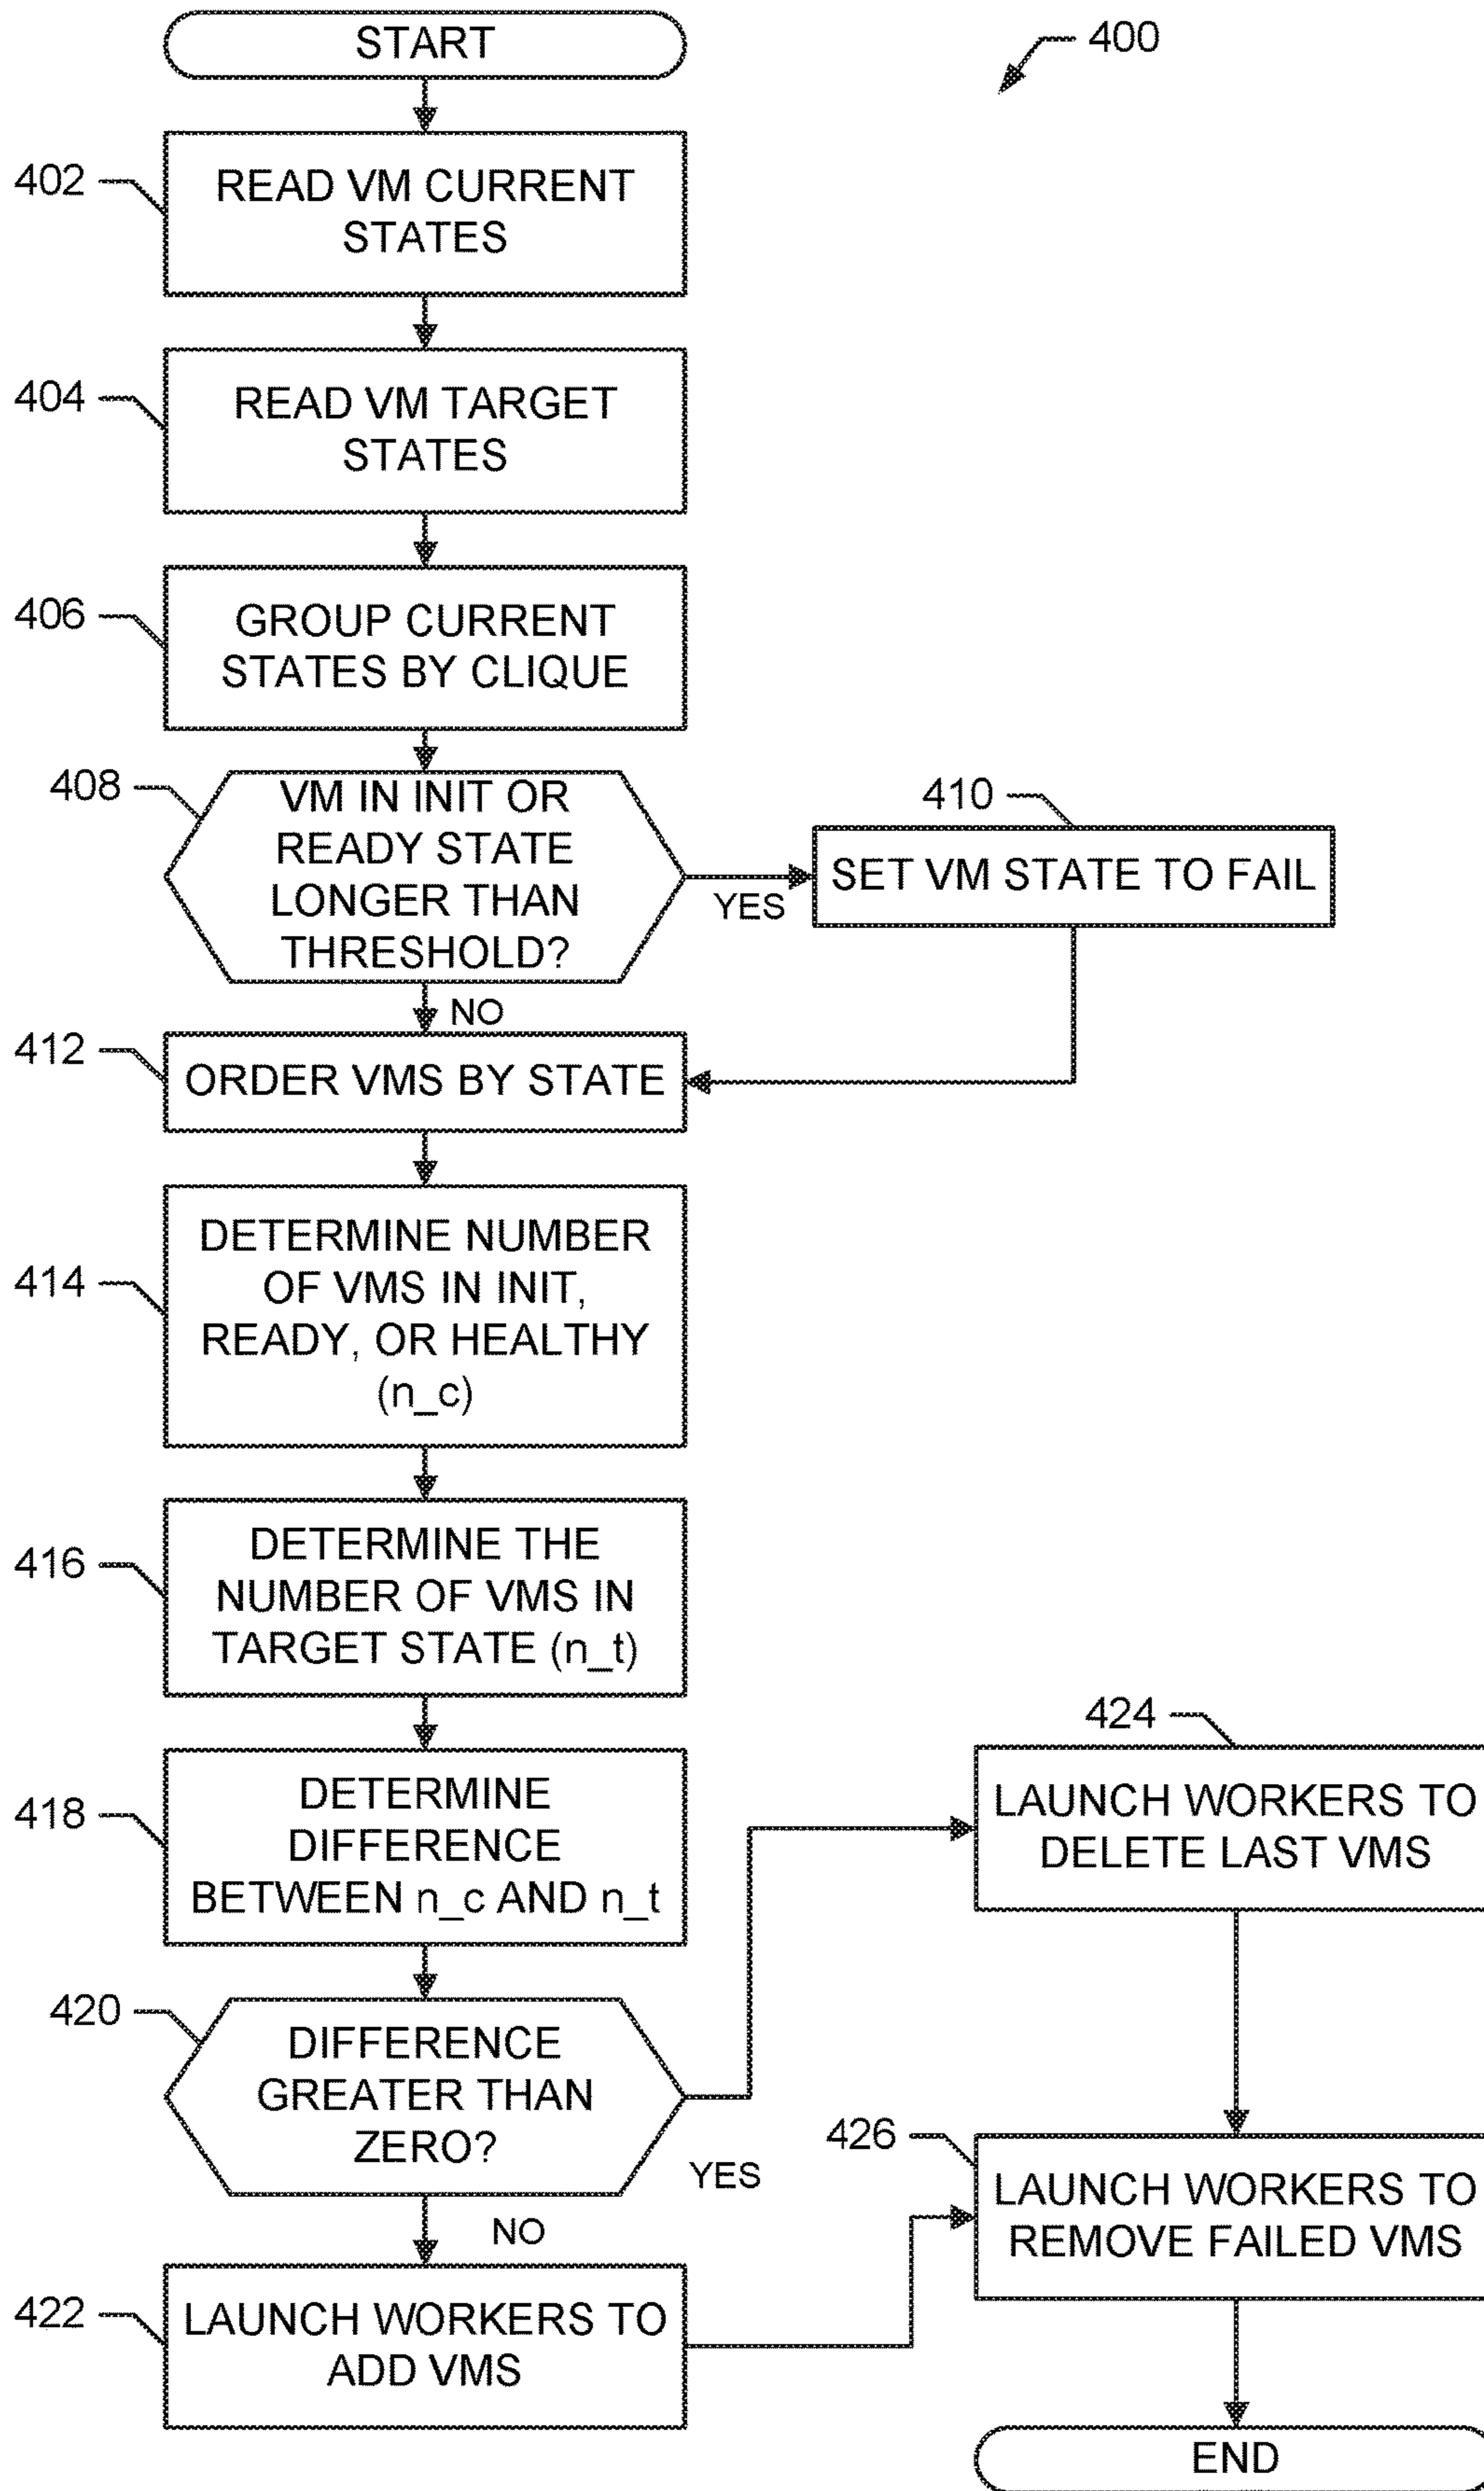 START
400
402
READ VM CURRENT
STATES
404
READ VM TARGET
STATES
406
GROUP CURRENT
STATES BY CLIQUE
408
VM IN INIT OR
READY STATE
LONGER THAN
THRESHOLD?
YES
410
SET VM STATE TO FAIL
NO
412
ORDER VMS BY STATE
414
DETERMINE NUMBER
OF VMS IN INIT,
READY, OR HEALTHY
(n_c)
416
DETERMINE THE
NUMBER OF VMS IN
TARGET STATE (n_t)
418
DETERMINE
DIFFERENCE
BETWEEN n_c AND n_t
420
DIFFERENCE
GREATER THAN
ZERO?
YES
NO
422
LAUNCH WORKERS TO
ADD VMS
424
LAUNCH WORKERS TO
DELETE LAST VMS
426
LAUNCH WORKERS TO
REMOVE FAILED VMS
END